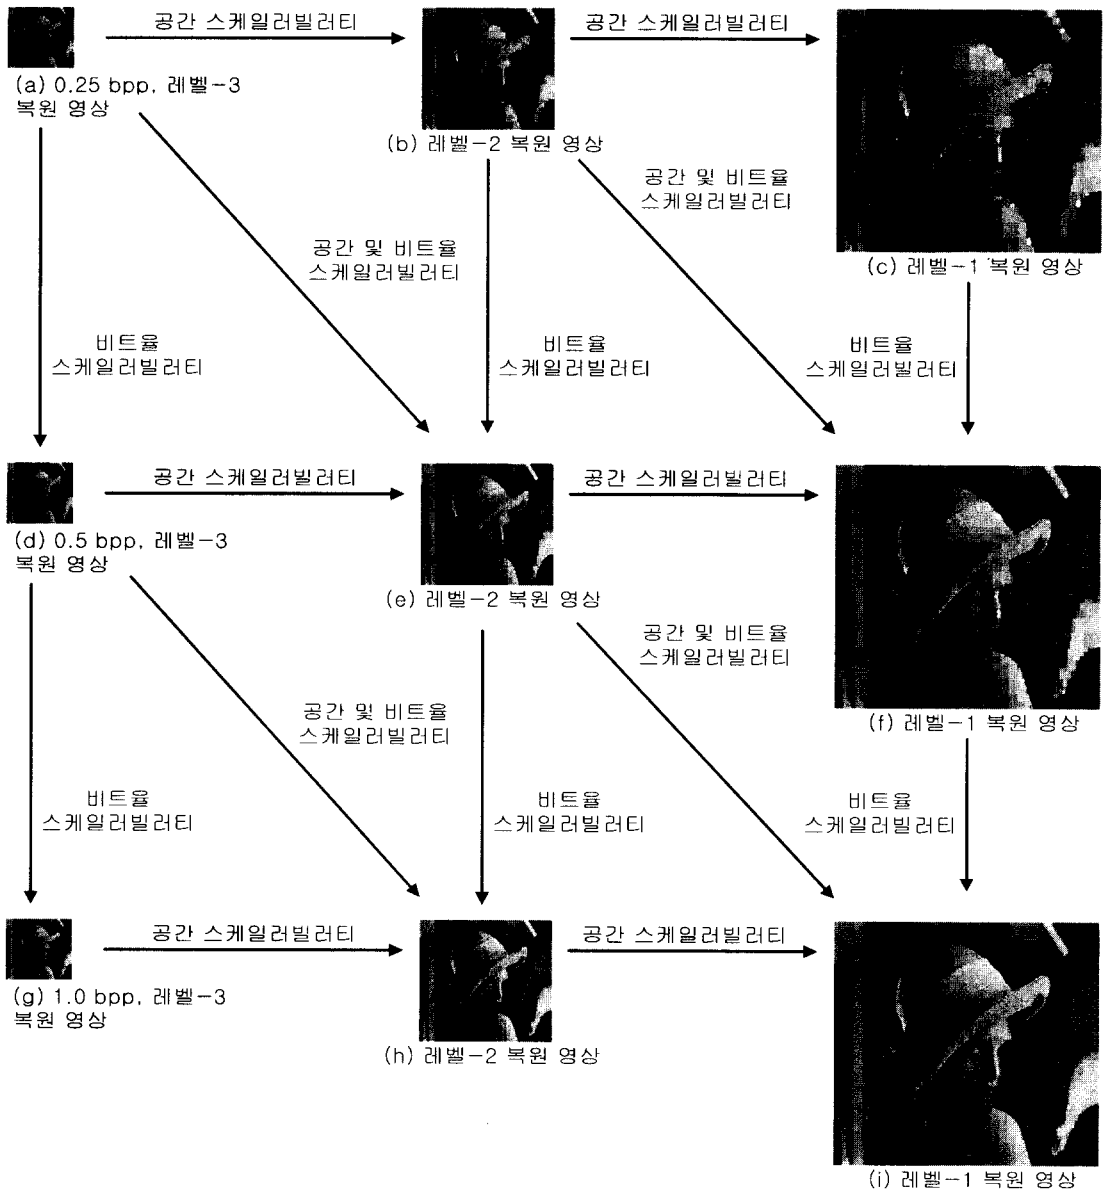 공간 스케일러빌러티
공간 스케일러빌러티
(a) 0.25 bpp, 레벨-3
복원 영상
(b) 레벨-2 복원 영상
공간 및 비트율
스케일러빌러티
공간 및 비트율
스케일러빌러티
(c) 레벨-1 복원 영상
비트율
스케일러빌러티
비트율
스케일러빌러티
비트율
스케일러빌러티
공간 스케일러빌러티
공간 스케일러빌러티
(d) 0.5 bpp, 레벨-3
복원 영상
(e) 레벨-2 복원 영상
공간 및 비트율
스케일러빌러티
공간 및 비트율
스케일러빌러티
(f) 레벨-1 복원 영상
비트율
스케일러빌러티
비트율
스케일러빌러티
비트율
스케일러빌러티
공간 스케일러빌러티
공간 스케일러빌러티
(g) 1.0 bpp, 레벨-3
복원 영상
(h) 레벨-2 복원 영상
(i) 레벨-1 복원 영상